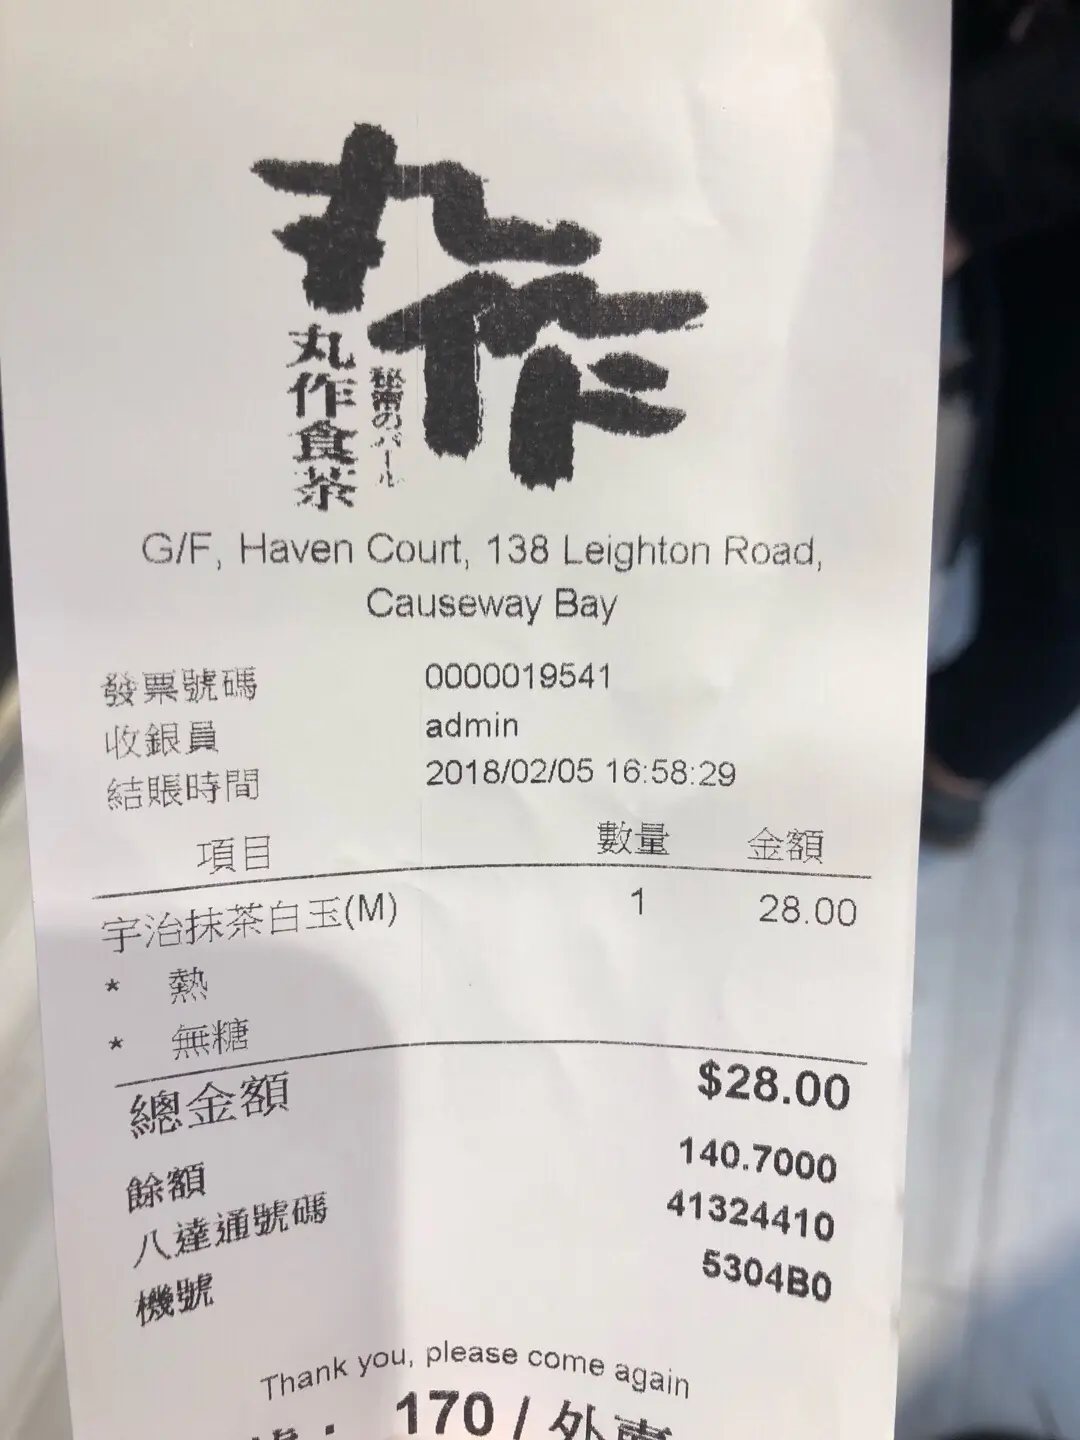 丸作
丸作食茶
秘密のパール
G/F, Haven Court, 138 Leighton Road,
Causeway Bay
發票號碼 0000019541
收銀員 admin
結賬時間 2018/02/05 16:58:29
項目 數量 金額
宇治抹茶白玉(M) 1 28.00
* 熱
* 無糖
總金額 $28.00
餘額 140.7000
八達通號碼 41324410
機號 5304B0
Thank you, please come again
: 170 / 外賣